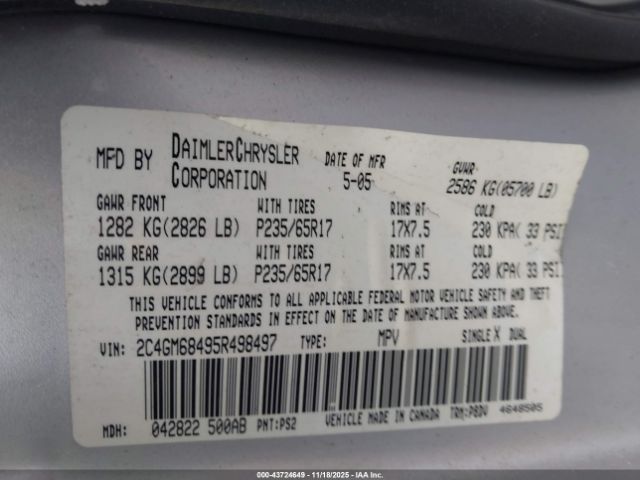 MFD BY DAIMLERCHRYSLER CORPORATION DATE OF MFR 5-05 GVWR 2586 KG(05700 LB)
GAWR FRONT WITH TIRES RIMS AT COLD
1282 KG(2826 LB) P235/65R17 17X7.5 230 KPA( 33 PSI
GAWR REAR WITH TIRES RIMS AT COLD
1315 KG(2899 LB) P235/65R17 17X7.5 230 KPA( 33 PSI
THIS VEHICLE CONFORMS TO ALL APPLICABLE FEDERAL MOTOR VEHICLE SAFETY AND THEFT
PREVENTION STANDARDS IN EFFECT ON THE DATE OF MANUFACTURE SHOWN ABOVE.
VIN: 2C4GM68495R498497 TYPE: MPV SINGLE X DUAL
MDH: 042822 500AB PNT:PS2 VEHICLE MADE IN CANADA TRM:P8DV 4648505
000-43724649 | 11/18/2025 - IAA Inc.